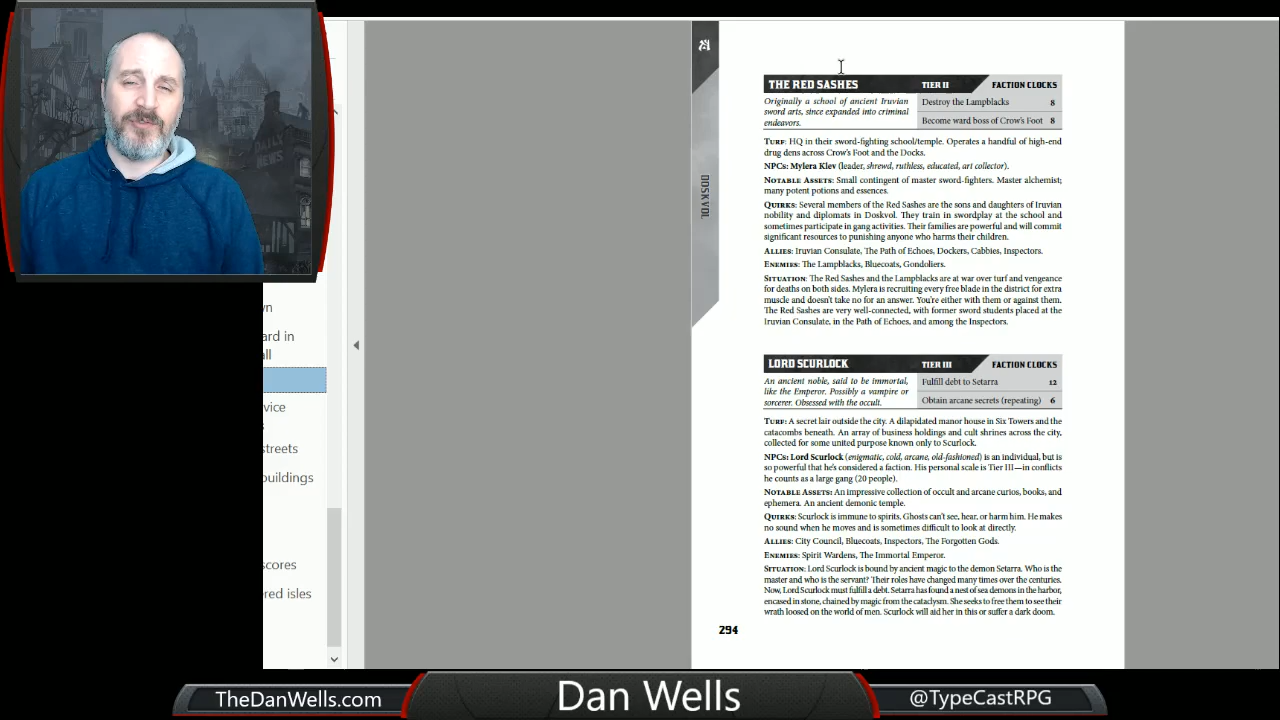 THE RED SASHES TIER II FACTION CLOCKS
Originally a school of ancient Iruvian
sword arts, since expanded into criminal
endeavors.
Destroy the Lampblacks 8
Become ward boss of Crow's Foot 8
TURF: HQ in their sword-fighting school/temple. Operates a handful of high-end
drug dens across Crow's Foot and the Docks.
NPCS: Mylera Klev (leader, shrewd, ruthless, educated, art collector).
NOTABLE ASSETS: Small contingent of master sword-fighters. Master alchemist;
many potent potions and essences.
QUIRKS: Several members of the Red Sashes are the sons and daughters of Iruvian
nobility and diplomats in Doskvol. They train in swordplay at the school and
sometimes participate in gang activities. Their families are powerful and will commit
significant resources to punishing anyone who harms their children.
ALLIES: Iruvian Consulate, The Path of Echoes, Dockers, Cabbies, Inspectors.
ENEMIES: The Lampblacks, Bluecoats, Gondoliers.
SITUATION: The Red Sashes and the Lampblacks are at war over turf and vengeance
for deaths on both sides. Mylera is recruiting every free blade in the district for extra
muscle and doesn't take no for an answer. You're either with them or against them.
The Red Sashes are very well-connected, with former sword students placed at the
Iruvian Consulate, in the Path of Echoes, and among the Inspectors.
LORD SCURLOCK TIER III FACTION CLOCKS
An ancient noble, said to be immortal,
like the Emperor. Possibly a vampire or
sorcerer. Obsessed with the occult.
Fulfill debt to Setarra 12
Obtain arcane secrets (repeating) 6
TURF: A secret lair outside the city. A dilapidated manor house in Six Towers and the
catacombs beneath. An array of business holdings and cult shrines across the city,
collected for some united purpose known only to Scurlock.
NPCS: Lord Scurlock (enigmatic, cold, arcane, old-fashioned) is an individual, but is
so powerful that he's considered a faction. His personal scale is Tier III—in conflicts
he counts as a large gang (20 people).
NOTABLE ASSETS: An impressive collection of occult and arcane curios, books, and
ephemera. An ancient demonic temple.
QUIRKS: Scurlock is immune to spirits. Ghosts can't see, hear, or harm him. He makes
no sound when he moves and is sometimes difficult to look at directly.
ALLIES: City Council, Bluecoats, Inspectors, The Forgotten Gods.
ENEMIES: Spirit Wardens, The Immortal Emperor.
SITUATION: Lord Scurlock is bound by ancient magic to the demon Setarra. Who is the
master and who is the servant? Their roles have changed many times over the centuries.
Now, Lord Scurlock must fulfill a debt. Setarra has found a nest of sea demons in the harbor,
encased in stone, chained by magic from the cataclysm. She seeks to free them to see their
wrath loosed on the world of men. Scurlock will aid her in this or suffer a dark doom.
294
DOSKVOL
wn
ard in
all
vice
s
streets
buildings
scores
ered isles
TheDanWells.com
Dan Wells
@TypeCastRPG